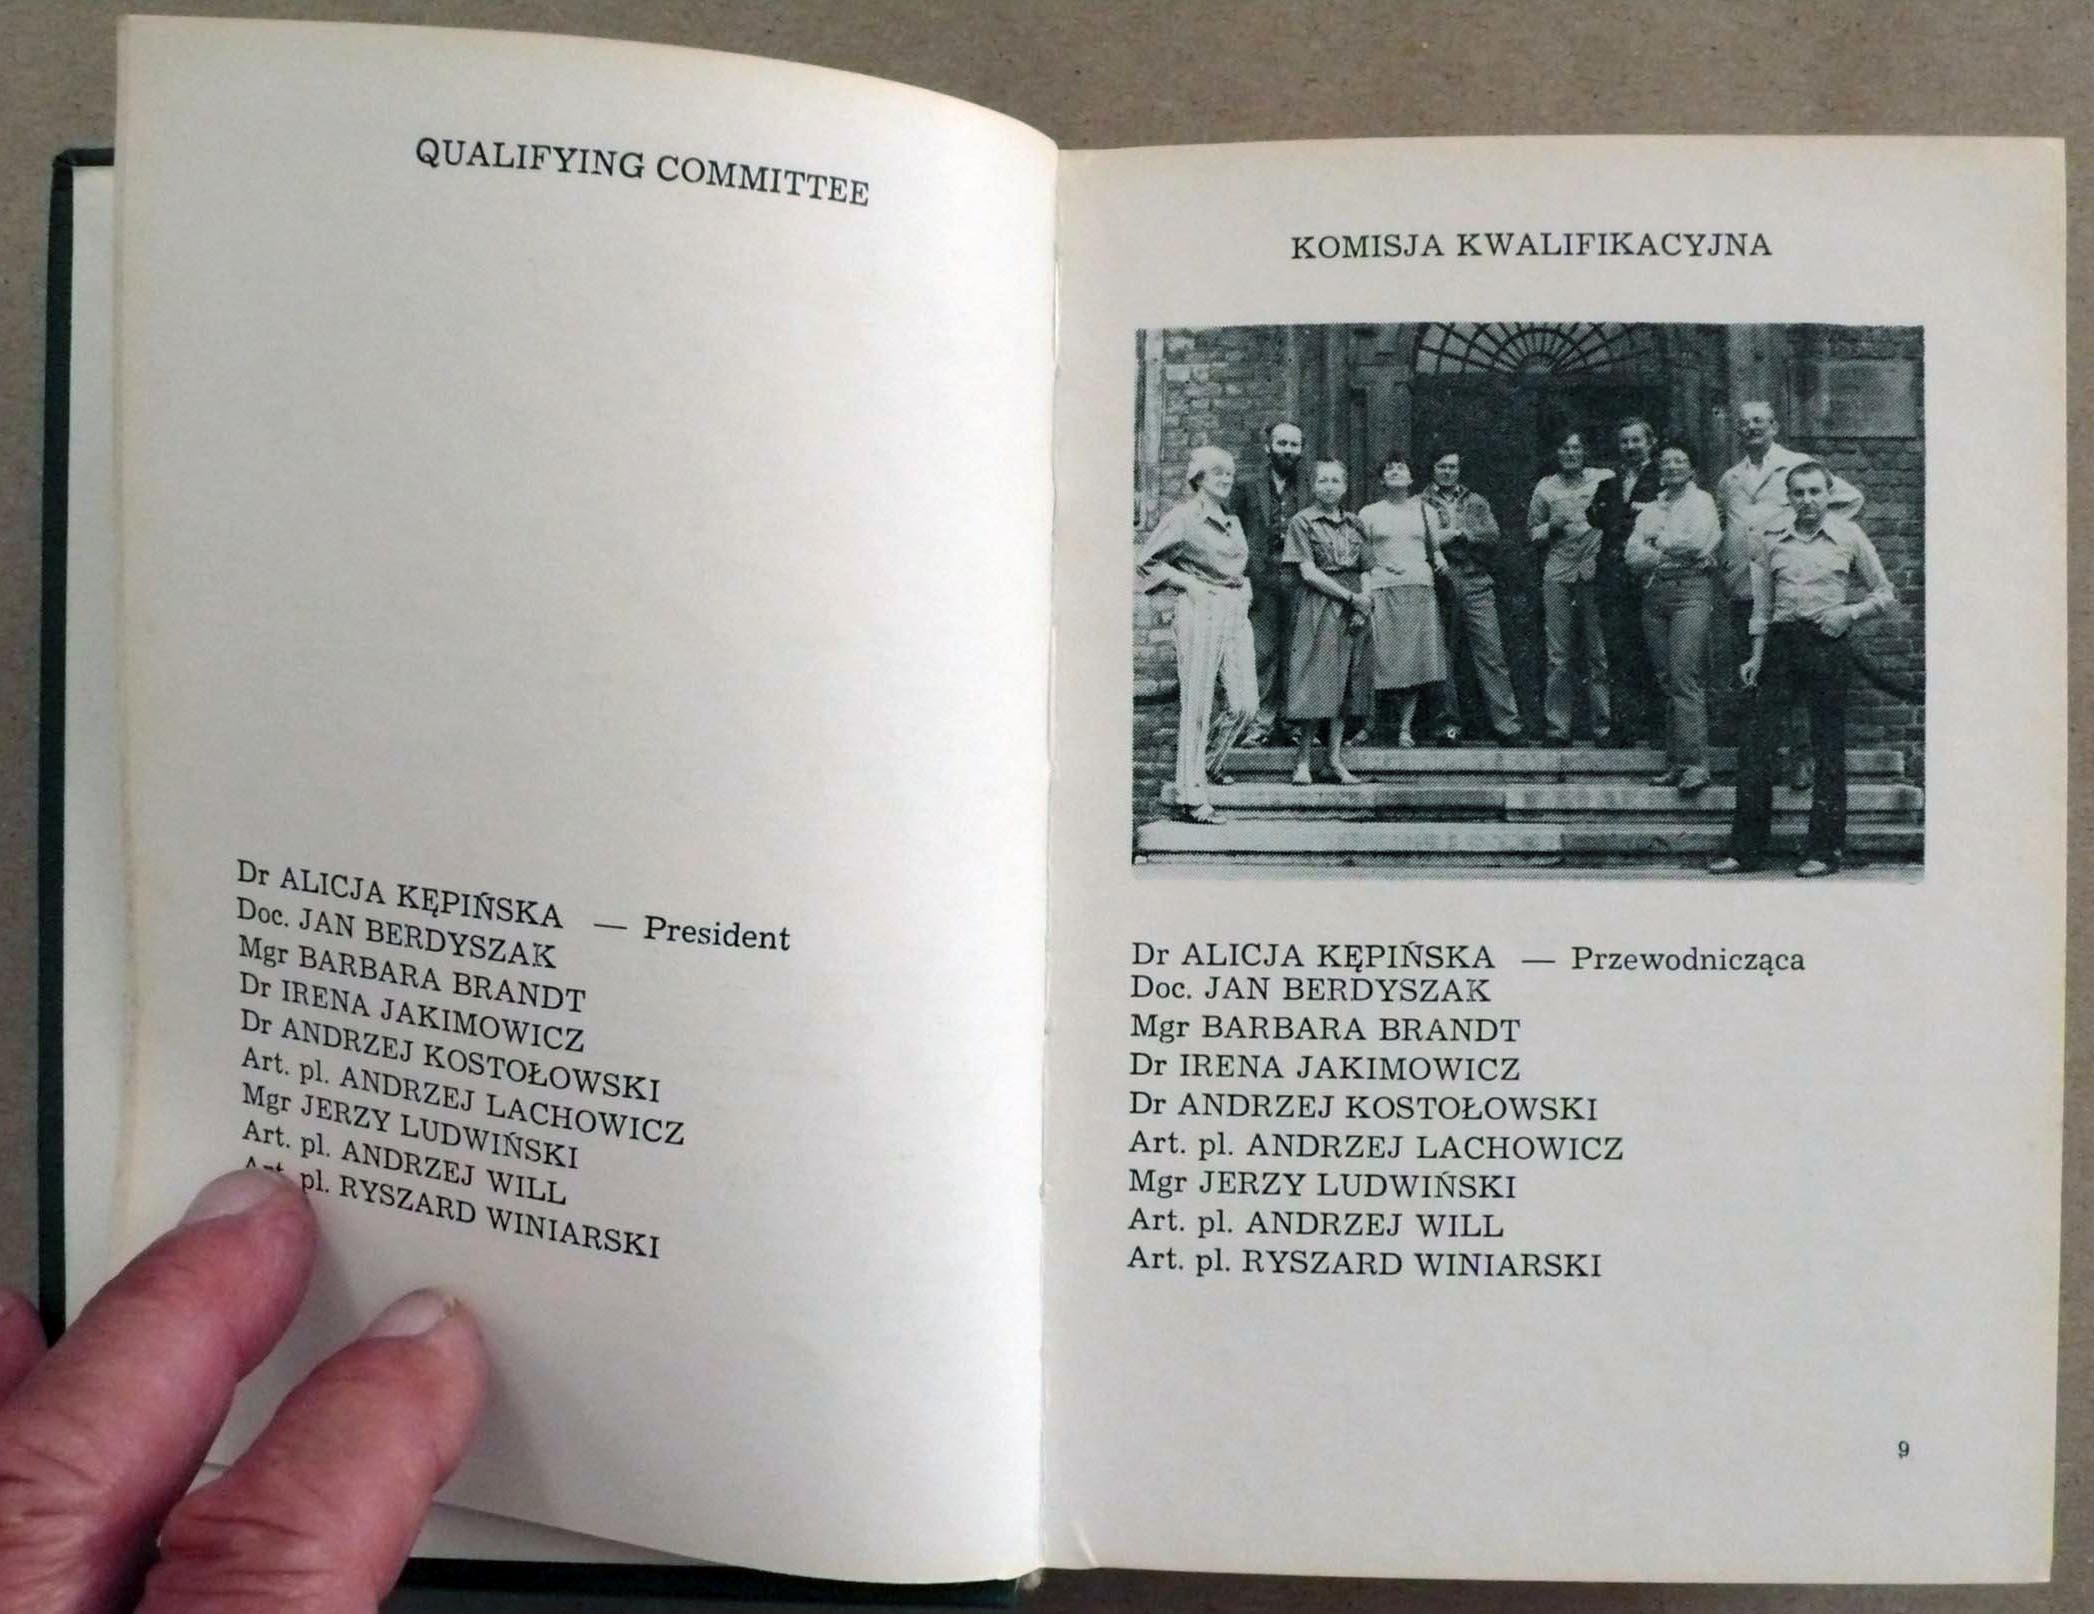 QUALIFYING COMMITTEE
Dr ALICJA KĘPIŃSKA — President
Doc. JAN BERDYSZAK
Mgr BARBARA BRANDT
Dr IRENA JAKIMOWICZ
Dr ANDRZEJ KOSTOŁOWSKI
Art. pl. ANDRZEJ LACHOWICZ
Mgr JERZY LUDWIŃSKI
Art. pl. ANDRZEJ WILL
Art. pl. RYSZARD WINIARSKI
KOMISJA KWALIFIKACYJNA
Dr ALICJA KĘPIŃSKA — Przewodnicząca
Doc. JAN BERDYSZAK
Mgr BARBARA BRANDT
Dr IRENA JAKIMOWICZ
Dr ANDRZEJ KOSTOŁOWSKI
Art. pl. ANDRZEJ LACHOWICZ
Mgr JERZY LUDWIŃSKI
Art. pl. ANDRZEJ WILL
Art. pl. RYSZARD WINIARSKI
9